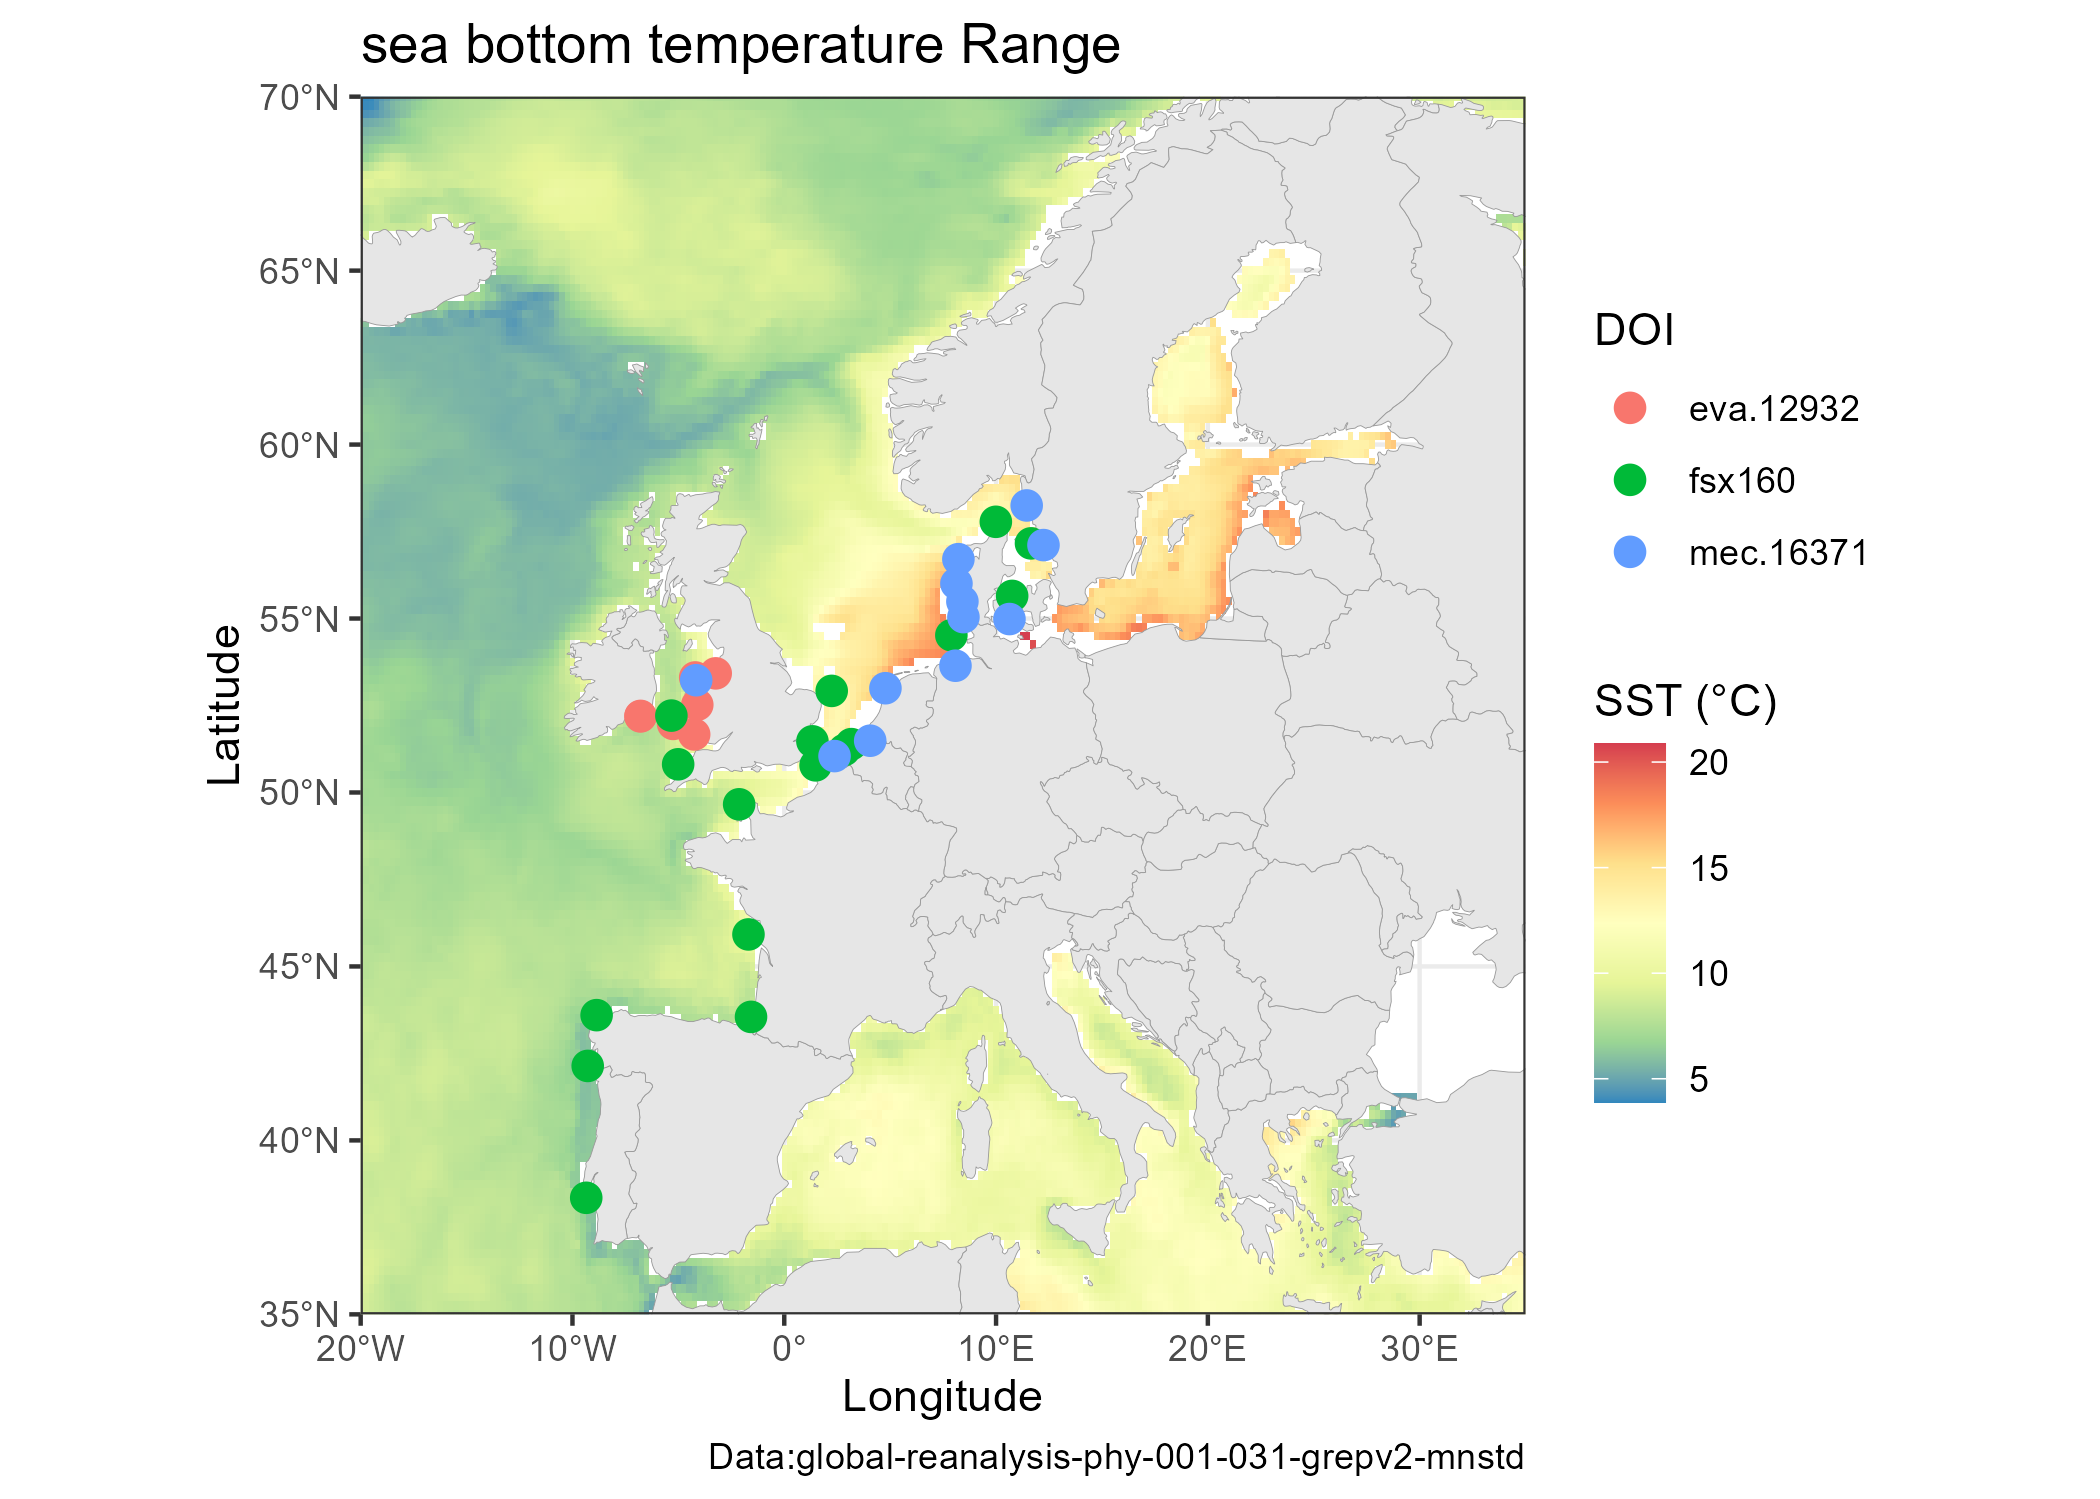 sea bottom temperature Range
70°N
65°N
60°N
55°N
50°N
45°N
40°N
35°N
20°W
10°W
0°
10°E
20°E
30°E
Latitude
Longitude
Data:global-reanalysis-phy-001-031-grepv2-mnstd
DOI
eva.12932
fsx160
mec.16371
SST (°C)
20
15
10
5